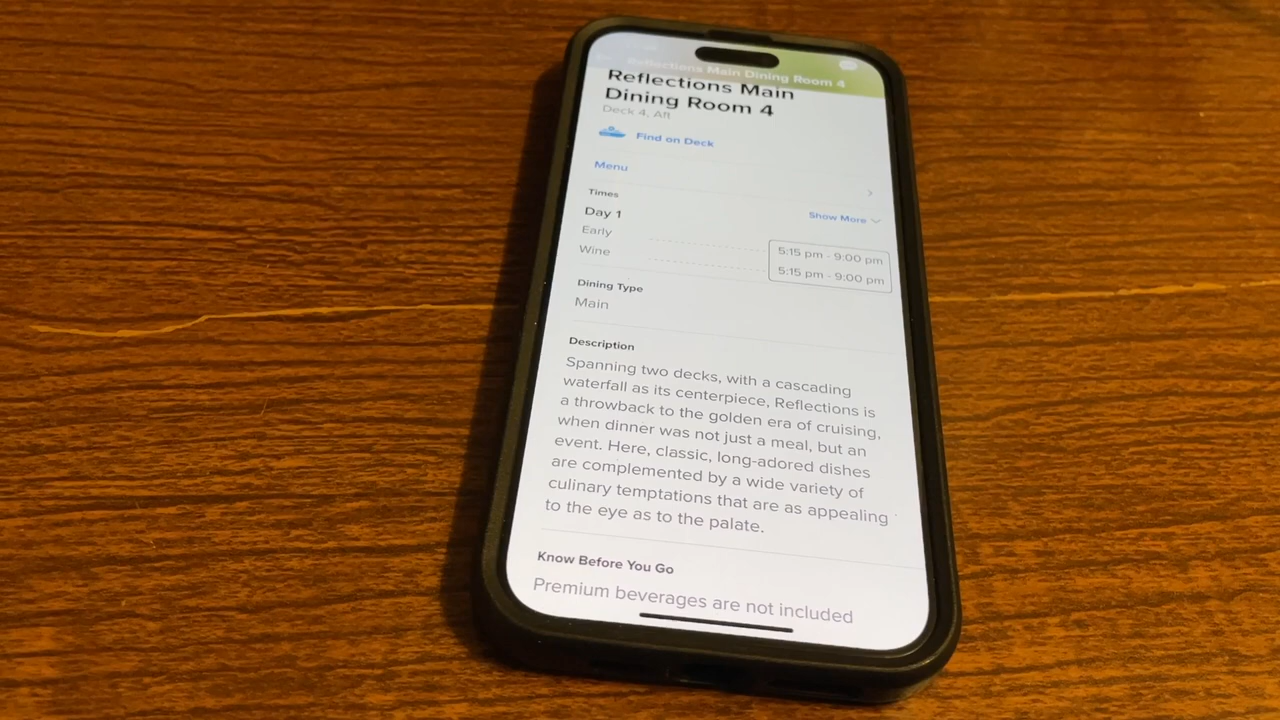 Reflections Main Dining Room 4
Reflections Main
Dining Room 4
Deck 4, Aft
Find on Deck
Menu
Times
Show More
Day 1
Early 5:15 pm - 9:00 pm
Wine 5:15 pm - 9:00 pm
Dining Type
Main
Description
Spanning two decks, with a cascading
waterfall as its centerpiece, Reflections is
a throwback to the golden era of cruising,
when dinner was not just a meal, but an
event. Here, classic, long-adored dishes
are complemented by a wide variety of
culinary temptations that are as appealing
to the eye as to the palate.
Know Before You Go
Premium beverages are not included